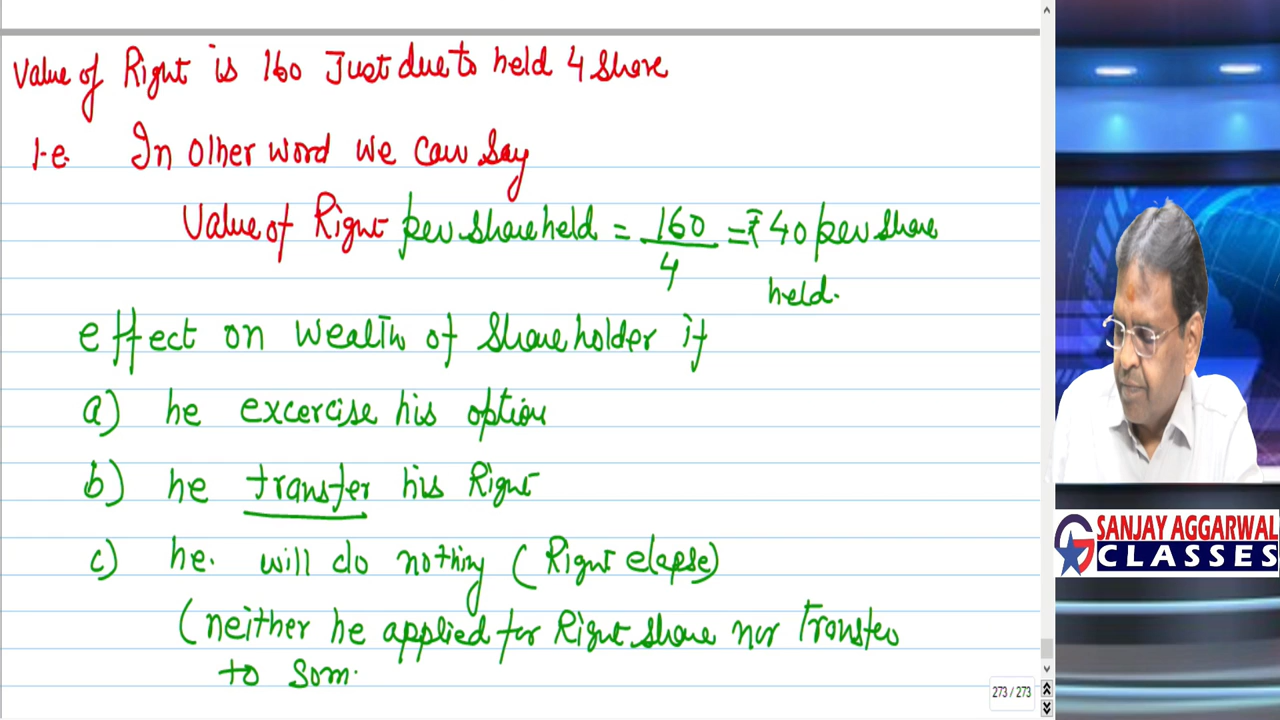 Value of Right is 160 Just due to held 4 Share
I.e. In Other word we can say
Value of Right per share held = 160/4 = ₹ 40 per share
held.
effect on wealth of Shareholder if
a) he excercise his option
b) he transfer his Right
c) he. will do nothing ( Right elapse)
( neither he applied for Right share nor Transfer
to som.
273 / 273
SANJAY AGGARWAL
CLASSES